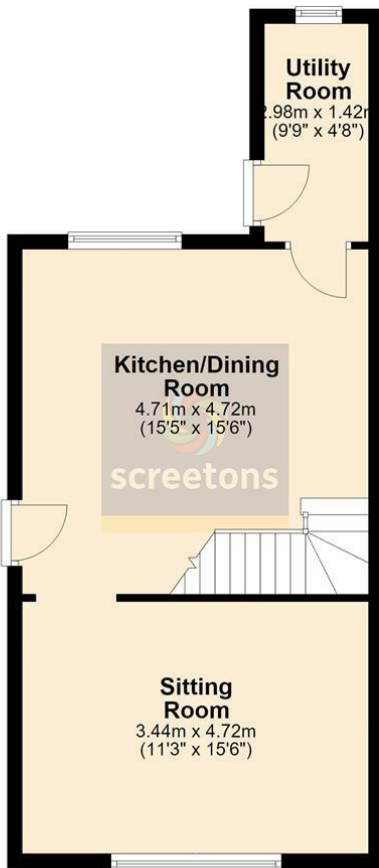 Utility
Room
2.98m x 1.42m
(9'9" x 4'8")
Kitchen/Dining
Room
4.71m x 4.72m
(15'5" x 15'6")
screetons
Sitting
Room
3.44m x 4.72m
(11'3" x 15'6")